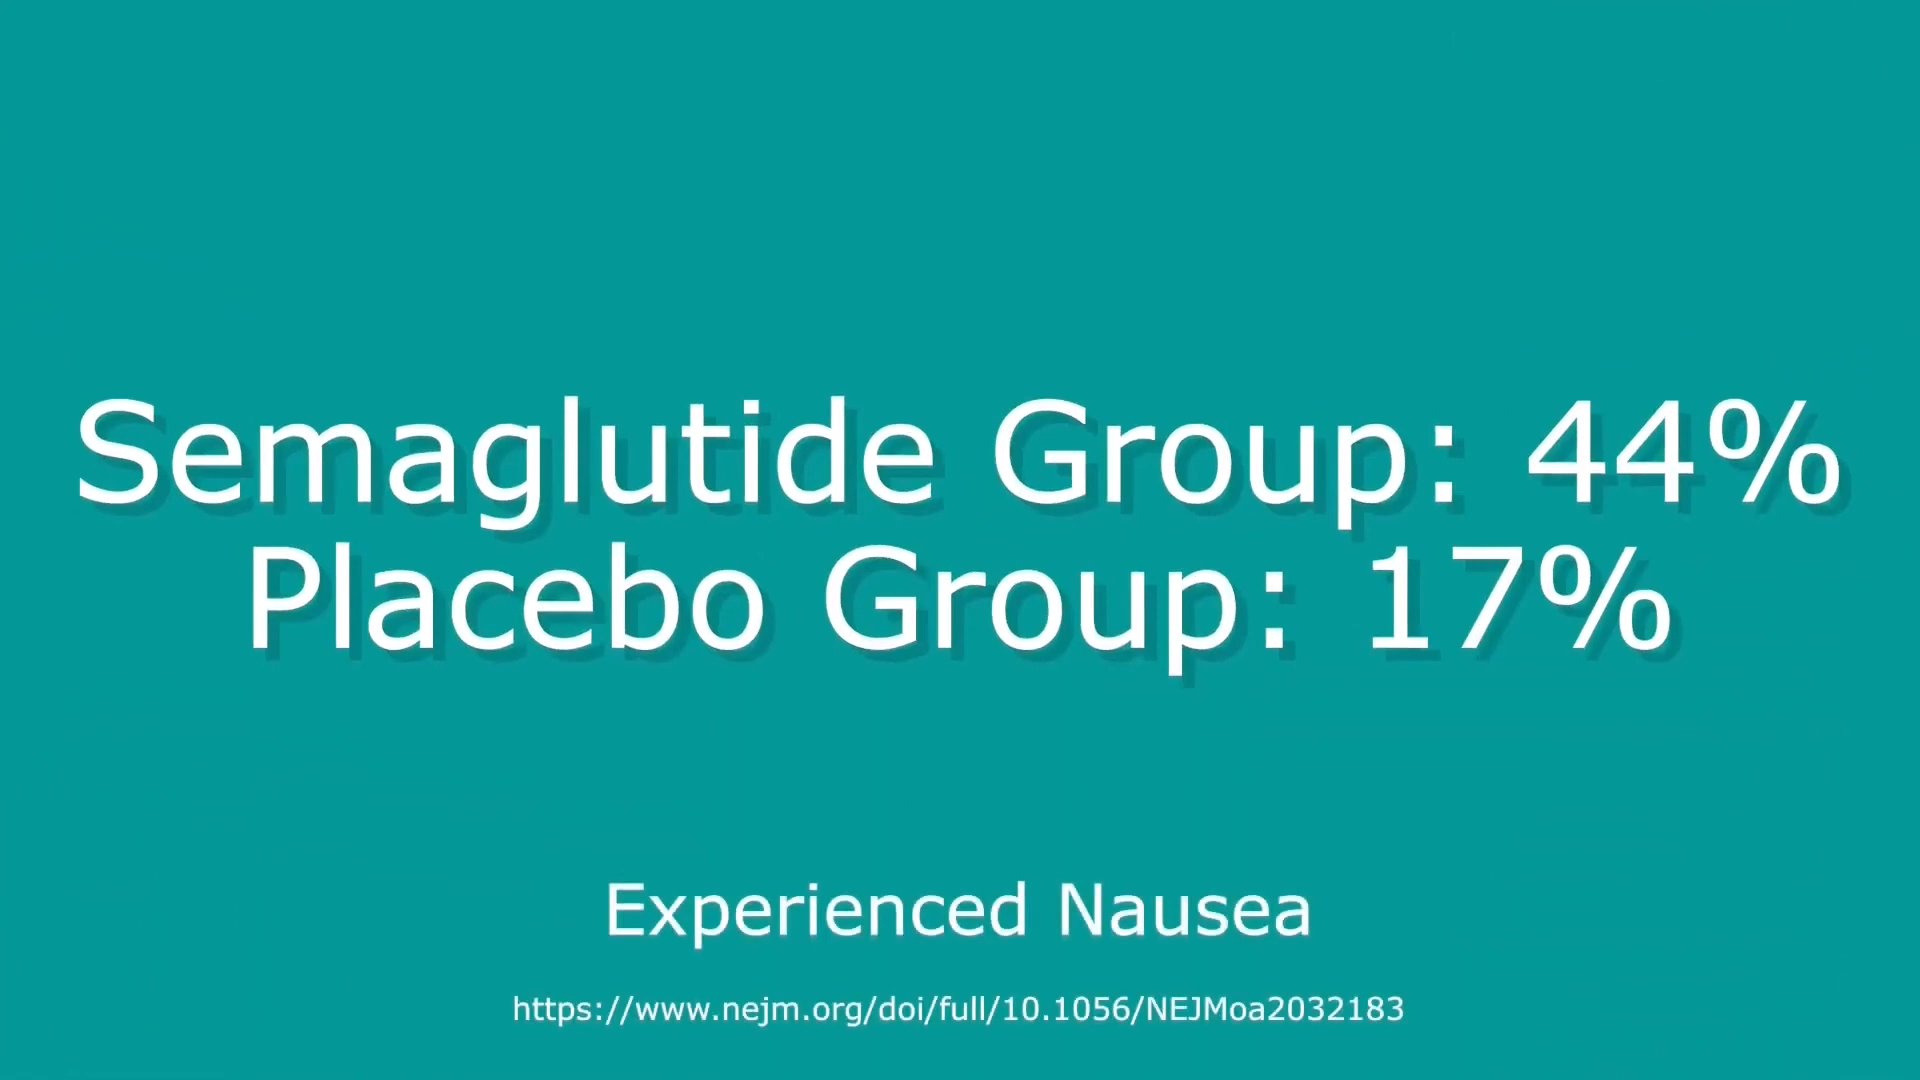 Semaglutide Group: 44%
Placebo Group: 17%
Experienced Nausea
https://www.nejm.org/doi/full/10.1056/NEJMoa2032183